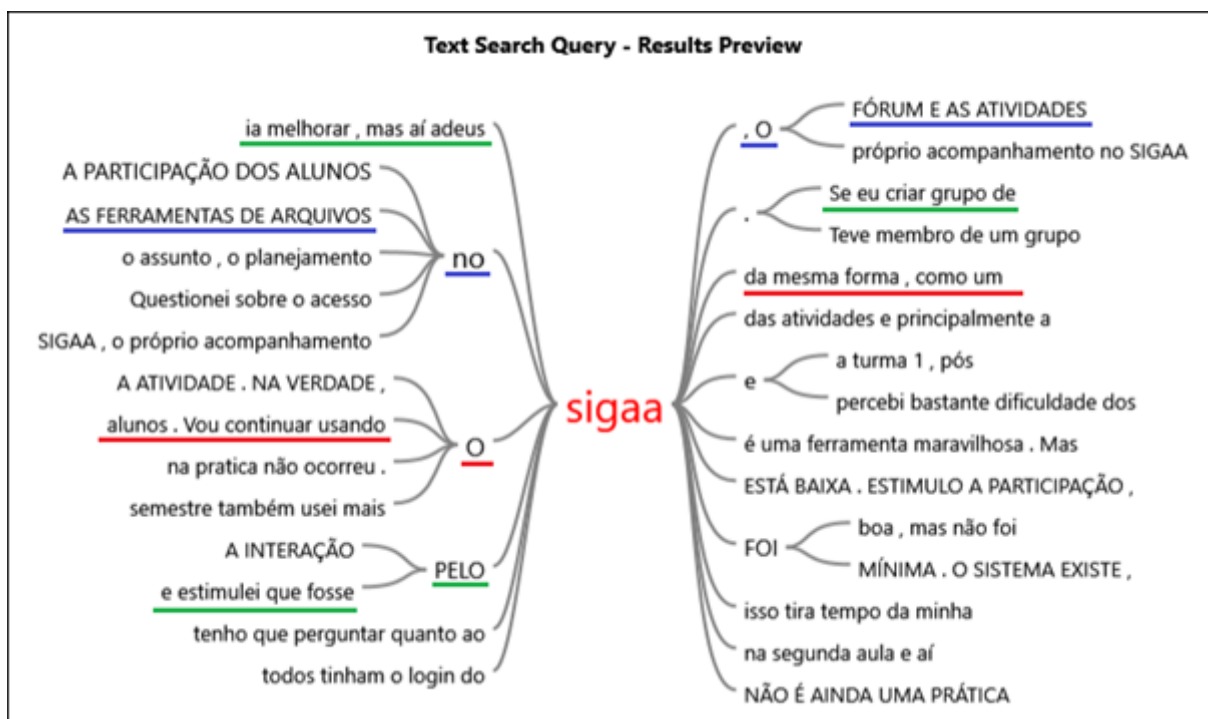 Text Search Query - Results Preview
ia melhorar , mas aí adeus
A PARTICIPAÇÃO DOS ALUNOS
AS FERRAMENTAS DE ARQUIVOS
o assunto , o planejamento
Questionei sobre o acesso
SIGAA , o próprio acompanhamento
no
A ATIVIDADE . NA VERDADE ,
alunos . Vou continuar usando
na pratica não ocorreu .
semestre também usei mais
O
A INTERAÇÃO
e estimulei que fosse
PELO
tenho que perguntar quanto ao
todos tinham o login do
sigaa
, O
FÓRUM E AS ATIVIDADES
próprio acompanhamento no SIGAA
.
Se eu criar grupo de
Teve membro de um grupo
da mesma forma , como um
das atividades e principalmente a
e
a turma 1 , pós
percebi bastante dificuldade dos
é uma ferramenta maravilhosa . Mas
ESTÁ BAIXA . ESTIMULO A PARTICIPAÇÃO ,
FOI
boa , mas não foi
MÍNIMA . O SISTEMA EXISTE ,
isso tira tempo da minha
na segunda aula e aí
NÃO É AINDA UMA PRÁTICA